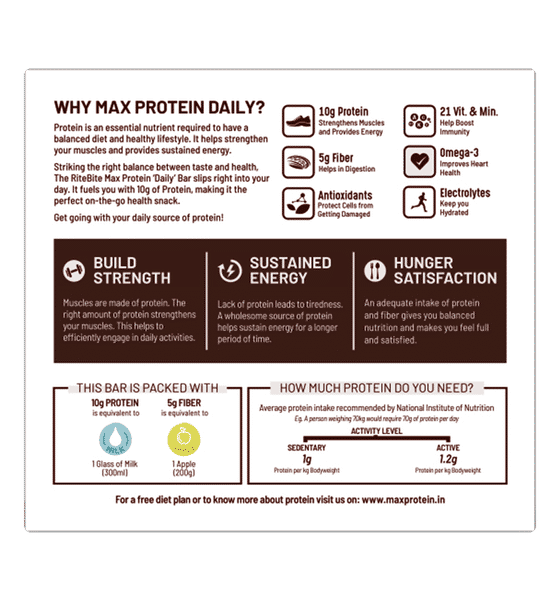 WHY MAX PROTEIN DAILY?
Protein is an essential nutrient required to have a
balanced diet and healthy lifestyle. It helps strengthen
your muscles and provides sustained energy.
Striking the right balance between taste and health,
The RiteBite Max Protein 'Daily' Bar slips right into your
day. It fuels you with 10g of Protein, making it the
perfect on-the-go health snack.
Get going with your daily source of protein!
10g Protein
Strengthens Muscles
and Provides Energy
21 Vit. & Min.
Help Boost
Immunity
5g Fiber
Helps in Digestion
Omega-3
Improves Heart
Health
Antioxidants
Protect Cells from
Getting Damaged
Electrolytes
Keep you
Hydrated
BUILD
STRENGTH
Muscles are made of protein. The
right amount of protein strengthens
your muscles. This helps to
efficiently engage in daily activities.
SUSTAINED
ENERGY
Lack of protein leads to tiredness.
A wholesome source of protein
helps sustain energy for a longer
period of time.
HUNGER
SATISFACTION
An adequate intake of protein
and fiber gives you balanced
nutrition and makes you feel full
and satisfied.
THIS BAR IS PACKED WITH
10g PROTEIN
is equivalent to
MILK
1 Glass of Milk
(300ml)
5g FIBER
is equivalent to
1 Apple
(200g)
HOW MUCH PROTEIN DO YOU NEED?
Average protein intake recommended by National Institute of Nutrition
Eg. A person weighing 70kg would require 70g of protein per day
ACTIVITY LEVEL
SEDENTARY
1g
Protein per kg Bodyweight
ACTIVE
1.2g
Protein per kg Bodyweight
For a free diet plan or to know more about protein visit us on: www.maxprotein.in